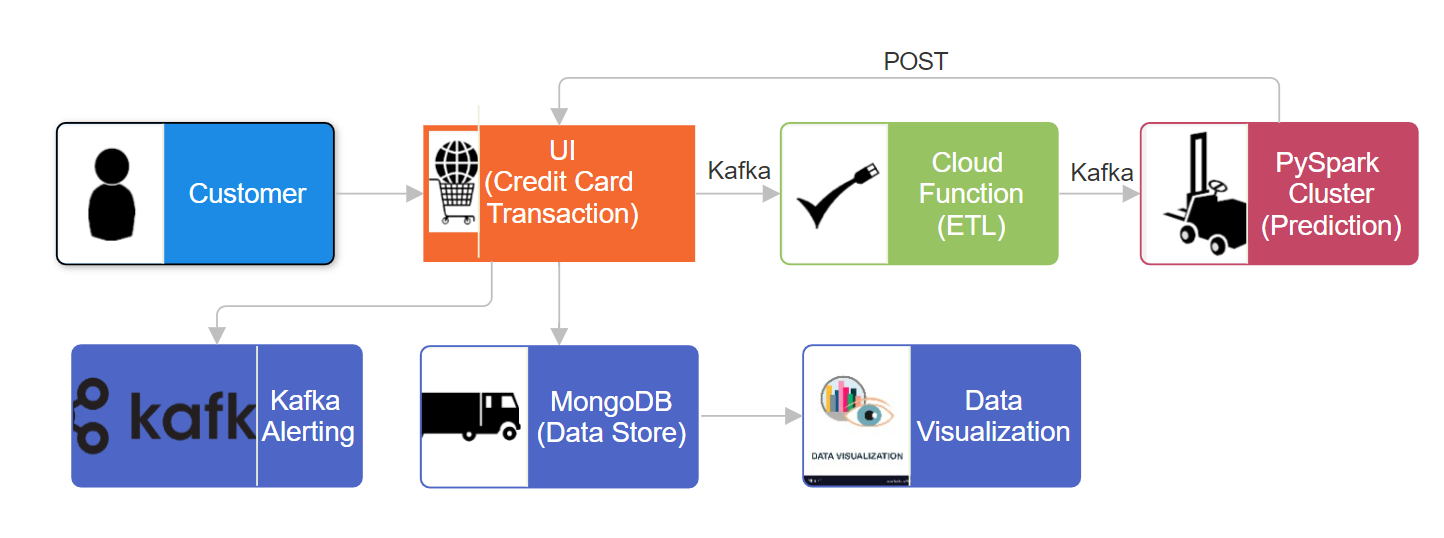 POST
Customer
UI
(Credit Card
Transaction)
Kafka
Cloud
Function
(ETL)
Kafka
PySpark
Cluster
(Prediction)
kafk
Kafka
Alerting
MongoDB
(Data Store)
DATA VISUALIZATION
Data
Visualization